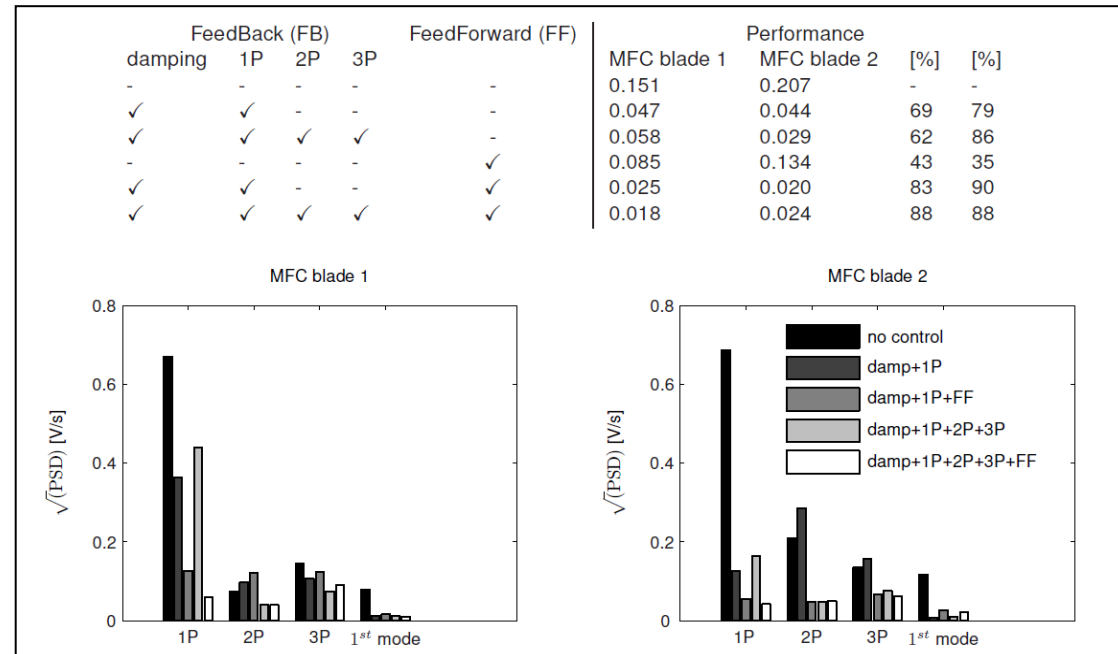 FeedBack (FB) FeedForward (FF) Performance
damping 1P 2P 3P MFC blade 1 MFC blade 2 [%] [%]
- - - - - 0.151 0.207 - -
✓ ✓ - - - 0.047 0.044 69 79
✓ ✓ ✓ ✓ - 0.058 0.029 62 86
- - - - ✓ 0.085 0.134 43 35
✓ ✓ - - ✓ 0.025 0.020 83 90
✓ ✓ ✓ ✓ ✓ 0.018 0.024 88 88
MFC blade 1
0.8
0.6
0.4
0.2
0
√(PSD) [V/s]
1P 2P 3P 1st mode
MFC blade 2
0.8
0.6
0.4
0.2
0
√(PSD) [V/s]
no control
damp+1P
damp+1P+FF
damp+1P+2P+3P
damp+1P+2P+3P+FF
1P 2P 3P 1st mode